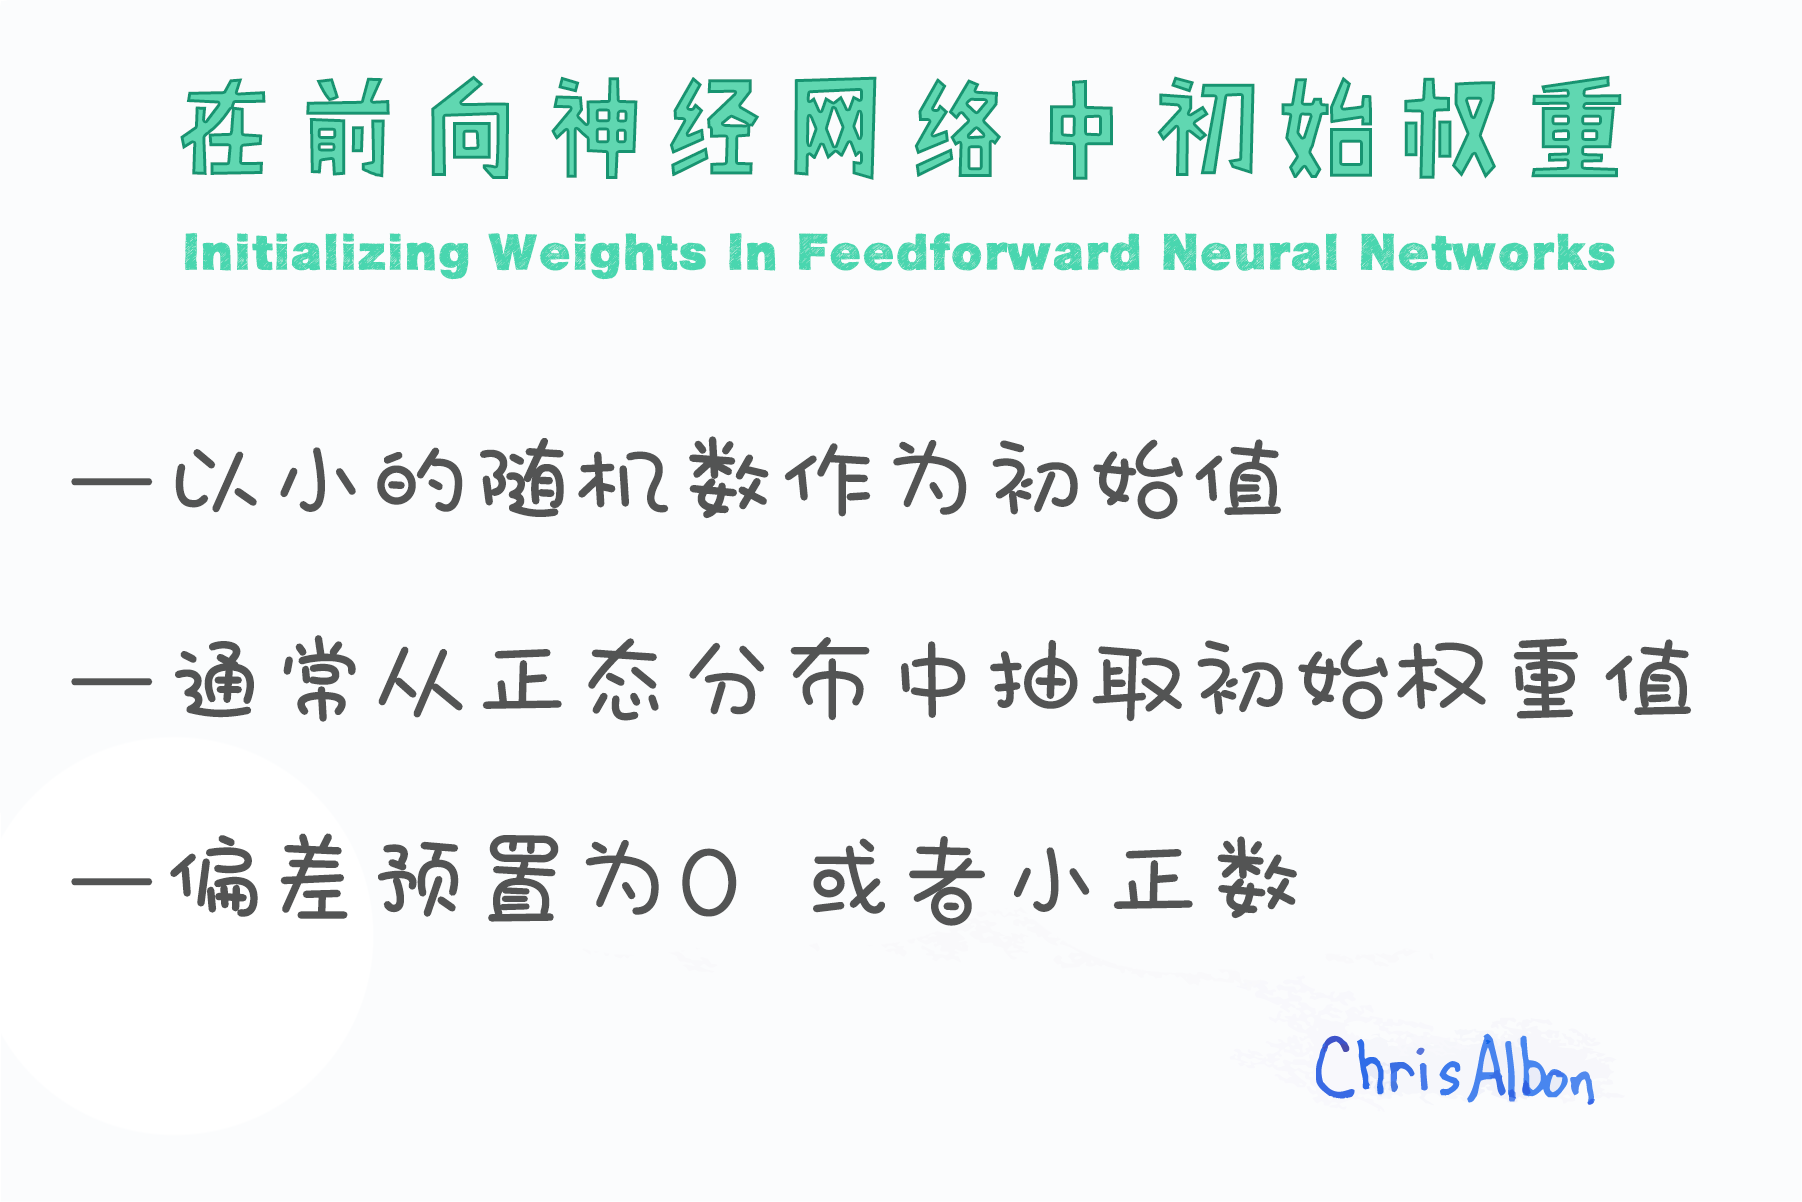 在前向神经网络中初始权重
Initializing Weights In Feedforward Neural Networks
—以小的随机数作为初始值
—通常从正态分布中抽取初始权重值
—偏差预置为0 或者小正数
ChrisAlbon